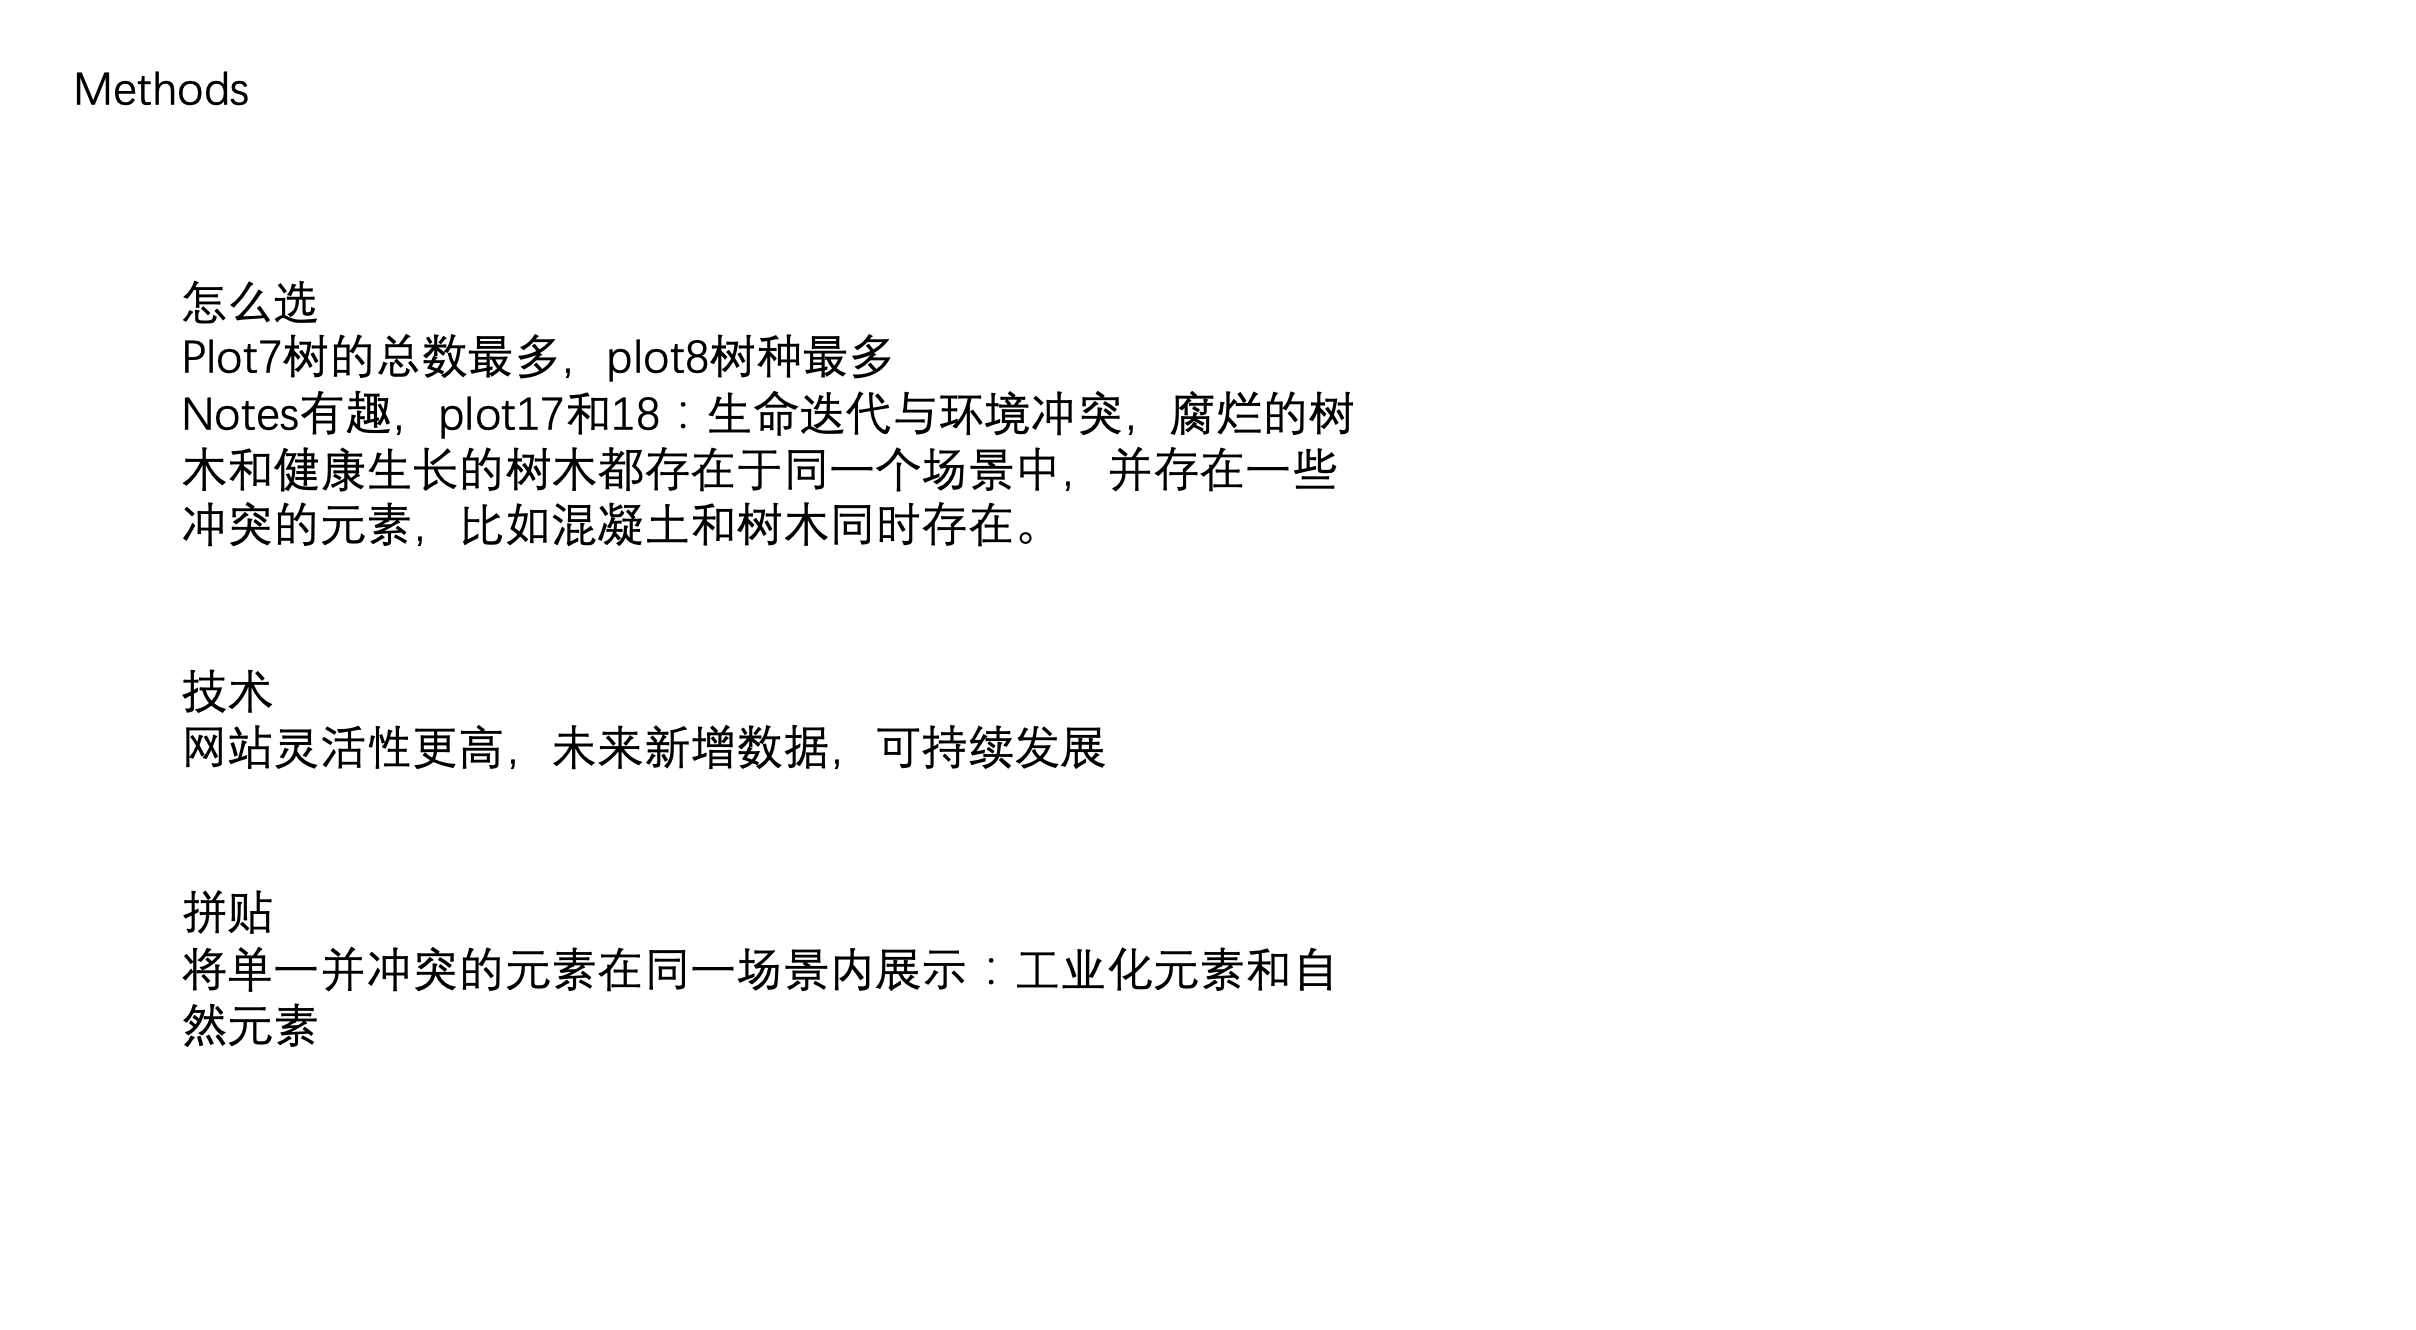 Methods
怎么选
Plot7树的总数最多，plot8树种最多
Notes有趣，plot17和18：生命迭代与环境冲突，腐烂的树
木和健康生长的树木都存在于同一个场景中，并存在一些
冲突的元素，比如混凝土和树木同时存在。
技术
网站灵活性更高，未来新增数据，可持续发展
拼贴
将单一并冲突的元素在同一场景内展示：工业化元素和自
然元素